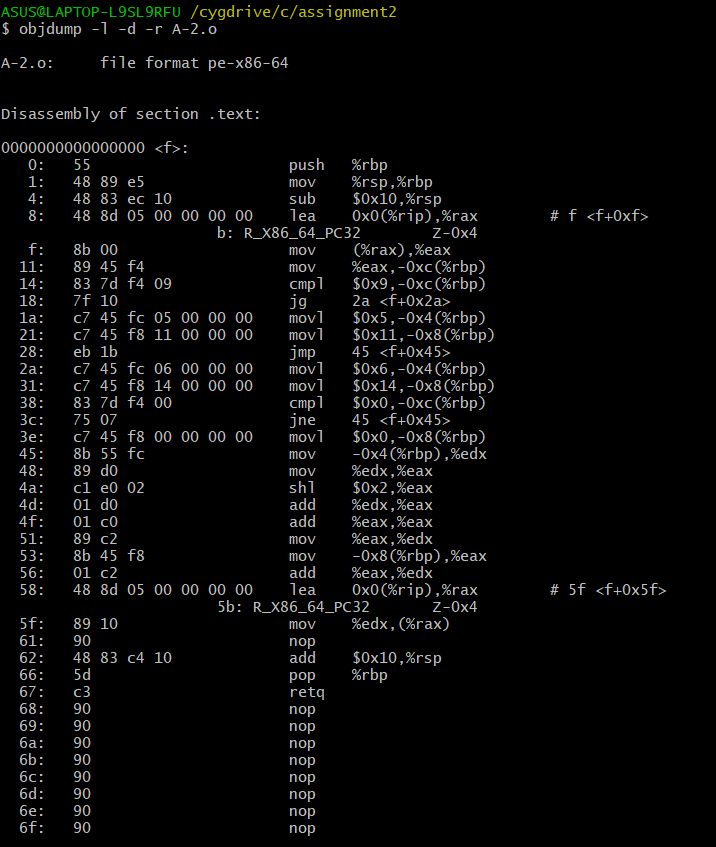 ASUS@LAPTOP-L9SL9RFU /cygdrive/c/assignment2
$ objdump -l -d -r A-2.o

A-2.o:     file format pe-x86-64


Disassembly of section .text:

0000000000000000 <f>:
   0:   55                      push   %rbp
   1:   48 89 e5                mov    %rsp,%rbp
   4:   48 83 ec 10             sub    $0x10,%rsp
   8:   48 8d 05 00 00 00 00    lea    0x0(%rip),%rax        # f <f+0xf>
                        b: R_X86_64_PC32        Z-0x4
   f:   8b 00                   mov    (%rax),%eax
  11:   89 45 f4                mov    %eax,-0xc(%rbp)
  14:   83 7d f4 09             cmpl   $0x9,-0xc(%rbp)
  18:   7f 10                   jg     2a <f+0x2a>
  1a:   c7 45 fc 05 00 00 00    movl   $0x5,-0x4(%rbp)
  21:   c7 45 f8 11 00 00 00    movl   $0x11,-0x8(%rbp)
  28:   eb 1b                   jmp    45 <f+0x45>
  2a:   c7 45 fc 06 00 00 00    movl   $0x6,-0x4(%rbp)
  31:   c7 45 f8 14 00 00 00    movl   $0x14,-0x8(%rbp)
  38:   83 7d f4 00             cmpl   $0x0,-0xc(%rbp)
  3c:   75 07                   jne    45 <f+0x45>
  3e:   c7 45 f8 00 00 00 00    movl   $0x0,-0x8(%rbp)
  45:   8b 55 fc                mov    -0x4(%rbp),%edx
  48:   89 d0                   mov    %edx,%eax
  4a:   c1 e0 02                shl    $0x2,%eax
  4d:   01 d0                   add    %edx,%eax
  4f:   01 c0                   add    %eax,%eax
  51:   89 c2                   mov    %eax,%edx
  53:   8b 45 f8                mov    -0x8(%rbp),%eax
  56:   01 c2                   add    %eax,%edx
  58:   48 8d 05 00 00 00 00    lea    0x0(%rip),%rax        # 5f <f+0x5f>
                        5b: R_X86_64_PC32       Z-0x4
  5f:   89 10                   mov    %edx,(%rax)
  61:   90                      nop
  62:   48 83 c4 10             add    $0x10,%rsp
  66:   5d                      pop    %rbp
  67:   c3                      retq
  68:   90                      nop
  69:   90                      nop
  6a:   90                      nop
  6b:   90                      nop
  6c:   90                      nop
  6d:   90                      nop
  6e:   90                      nop
  6f:   90                      nop